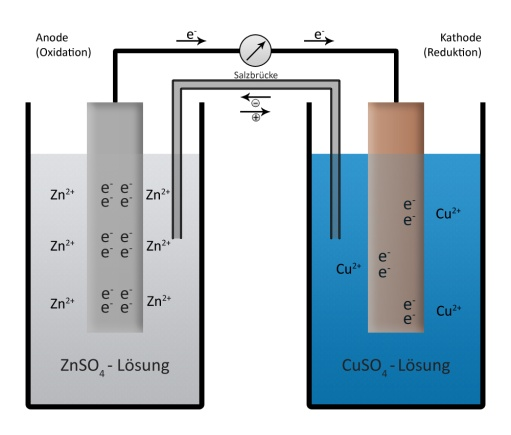 Anode
(Oxidation)
e-
e-
Kathode
(Reduktion)
Salzbrücke
⊖
⊕
Zn2+
e- e-
e- e-
Zn2+
Cu2+
e-
e-
Zn2+
e- e-
e- e-
Zn2+
Cu2+
e-
e-
Zn2+
e- e-
e- e-
Zn2+
Cu2+
e-
e-
ZnSO4 - Lösung
CuSO4 - Lösung